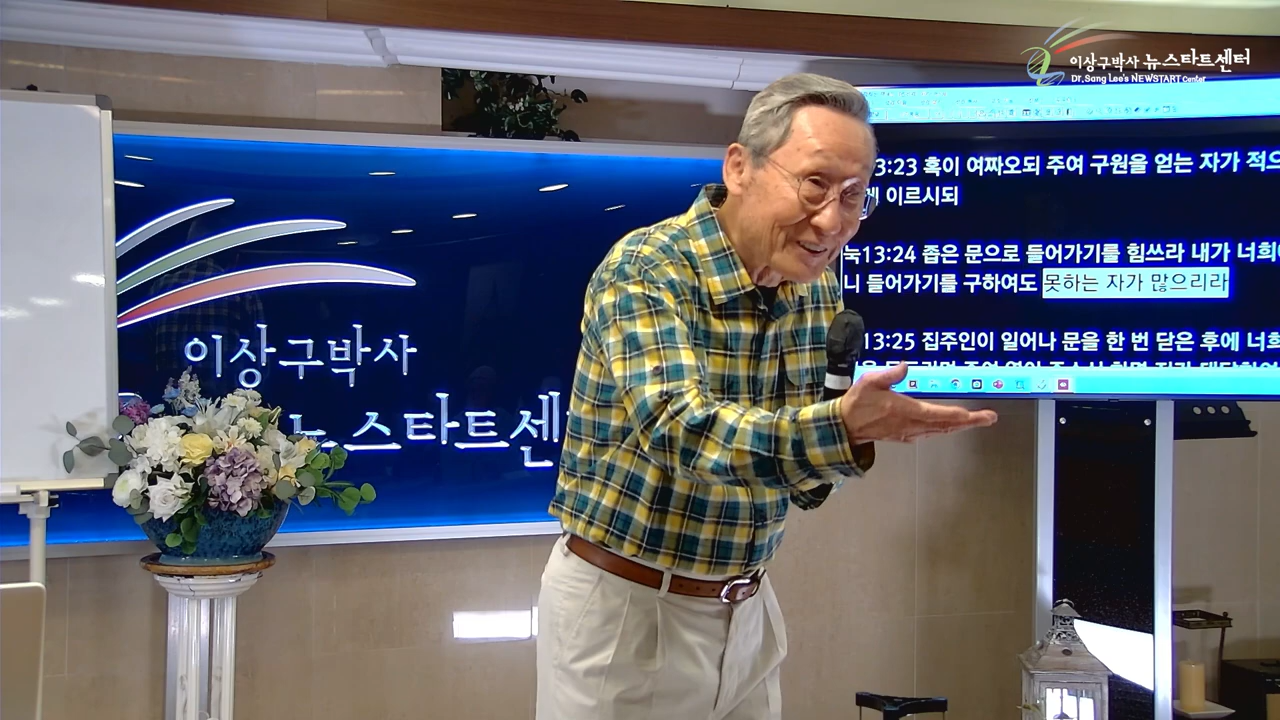 이상구박사 뉴스타트센터
Dr. Sang Lee's NEWSTART Center
이상구박사
뉴스타트센
3:23 혹이 여짜오되 주여 구원을 얻는 자가 적으
이르시되
눅13:24 좁은 문으로 들어가기를 힘쓰라 내가 너희에
니 들어가기를 구하여도 못하는 자가 많으리라
13:25 집주인이 일어나 문을 한 번 닫은 후에 너희